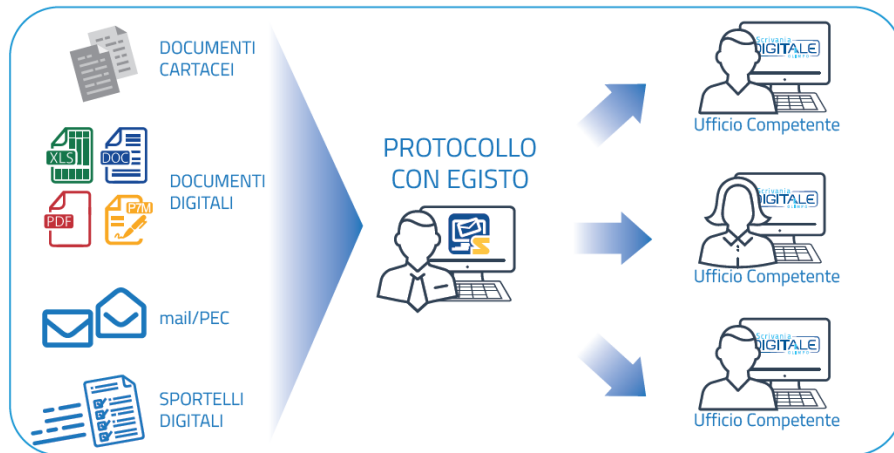 DOCUMENTI
CARTACEI
XLS
DOC
DOCUMENTI
DIGITALI
PDF
P7M
mail/PEC
SPORTELLI
DIGITALI
PROTOCOLLO
CON EGISTO
Scrivania
DIGITALE
Ufficio Competente
Scrivania
DIGITALE
Ufficio Competente
Scrivania
DIGITALE
Ufficio Competente